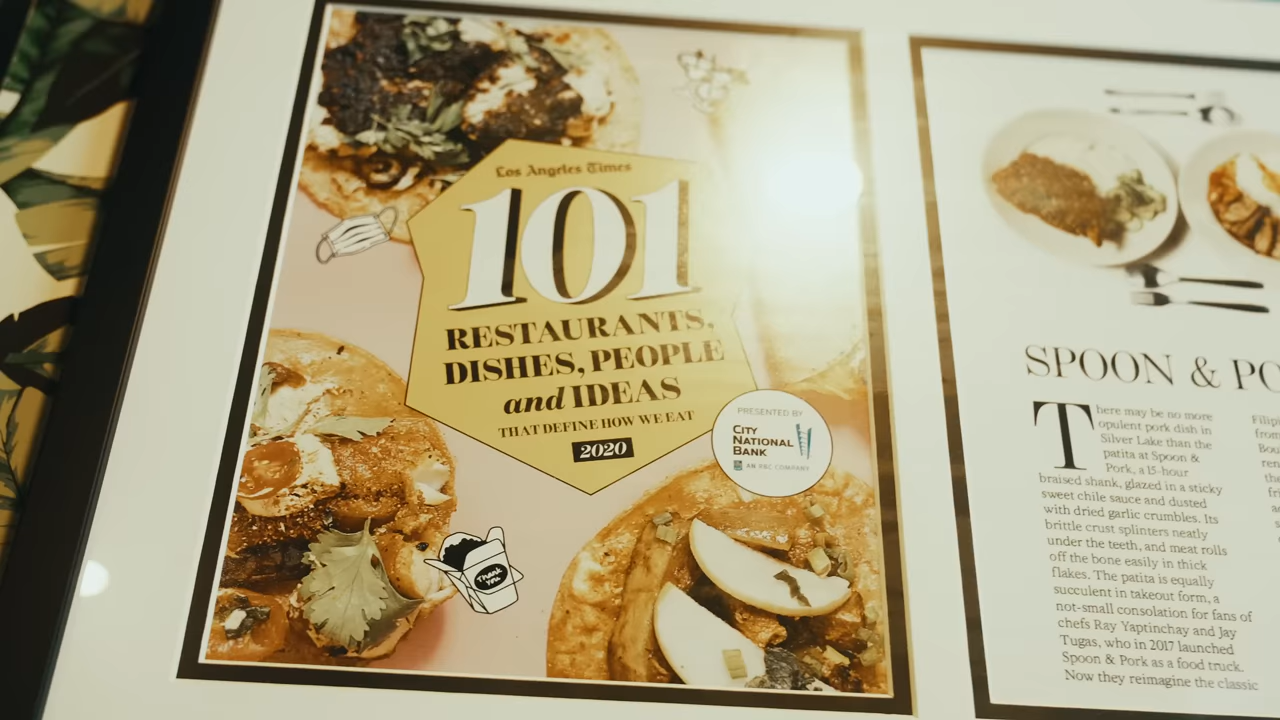 Los Angeles Times
101
RESTAURANTS,
DISHES, PEOPLE
and IDEAS
THAT DEFINE HOW WE EAT
2020
PRESENTED BY
CITY
NATIONAL
BANK
AN RBC COMPANY
Thank
you
SPOON & PO
There may be no more
opulent pork dish in
Silver Lake than the
patita at Spoon &
Pork, a 15-hour
braised shank, glazed in a sticky
sweet chile sauce and dusted
with dried garlic crumbles. Its
brittle crust splinters neatly
under the teeth, and meat rolls
off the bone easily in thick
flakes. The patita is equally
succulent in takeout form, a
not-small consolation for fans of
chefs Ray Yaptinchay and Jay
Tugas, who in 2017 launched
Spoon & Pork as a food truck.
Now they reimagine the classic
Filipi
from